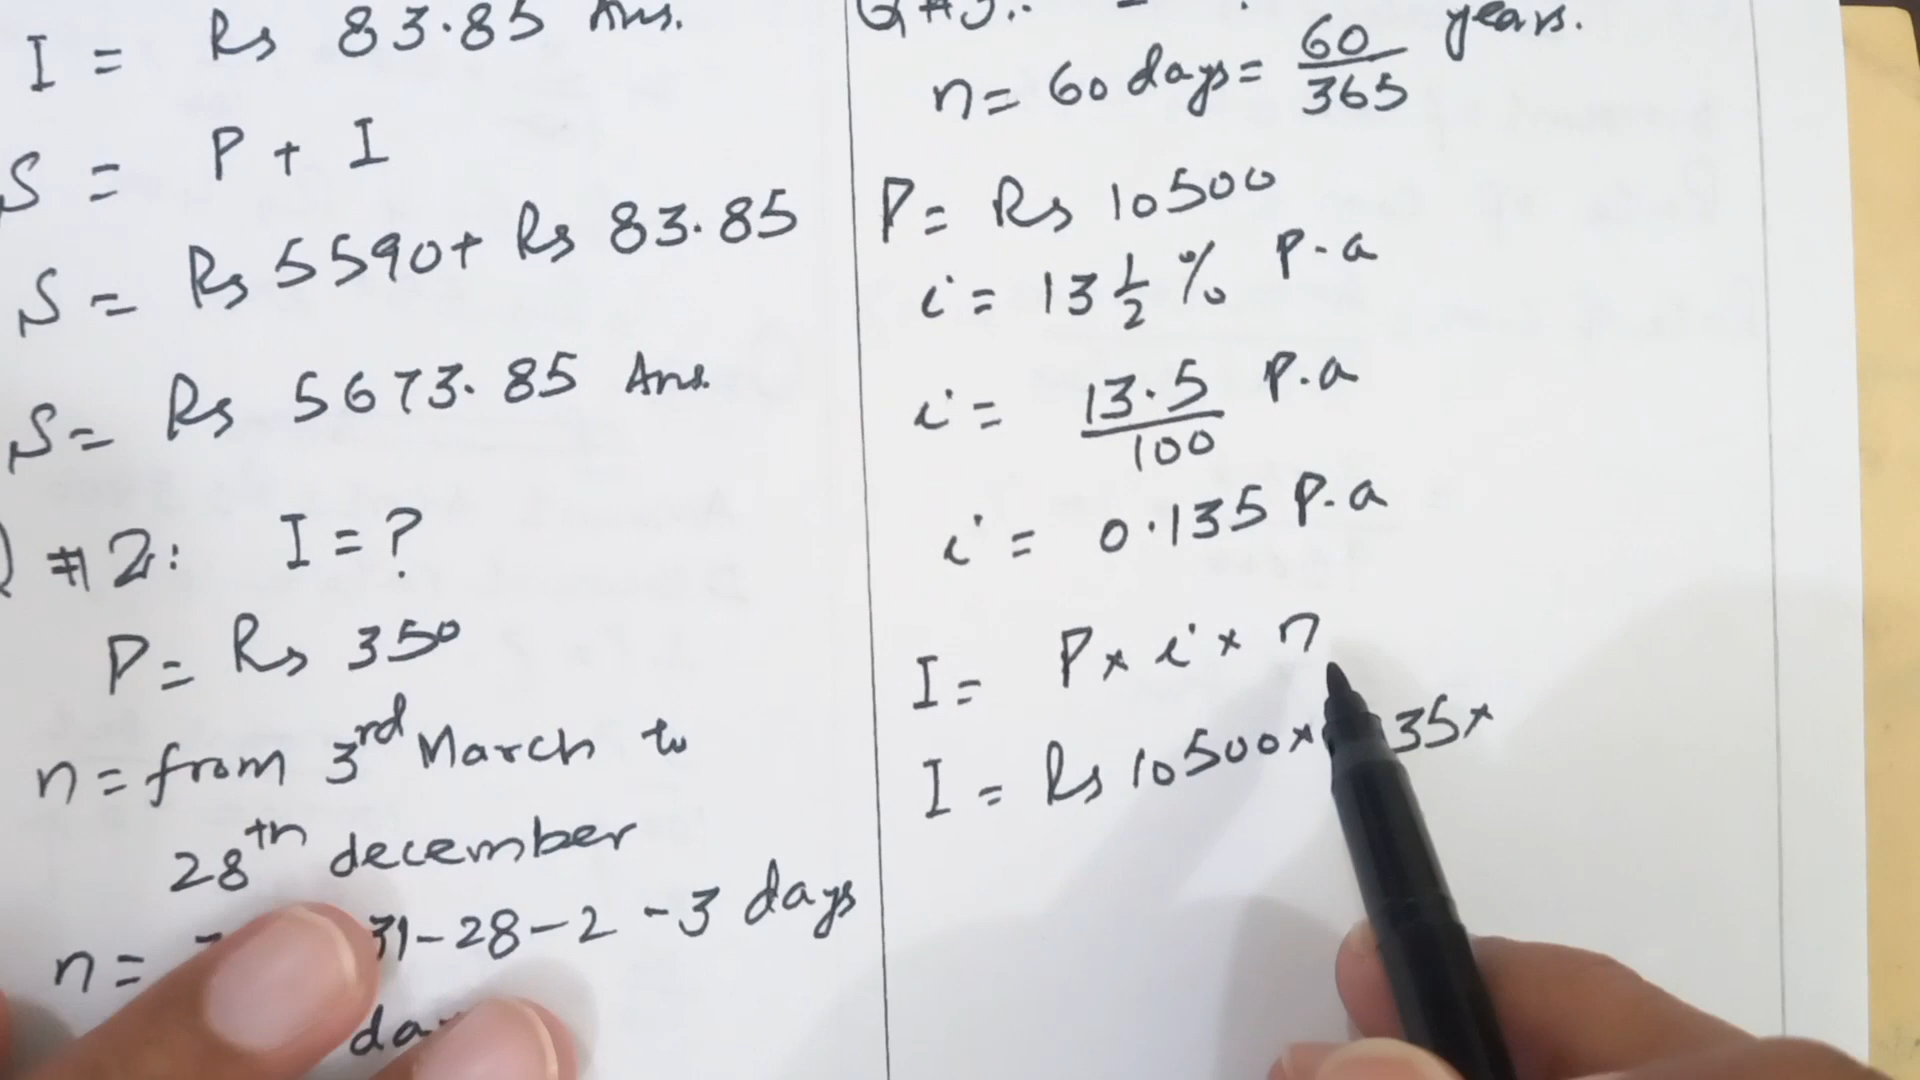 I = Rs 83.85 Ans.
S = P + I
S = Rs 5590+ Rs 83.85
S = Rs 5673.85 Ans.
#2: I = ?
P = Rs 350
n = from 3rd March to
28th december
n = 31-28-2-3 days
n = 60 days = 60/365 years.
P = Rs 10500
i = 13 1/2 % P.a
i = 13.5/100 P.a
i = 0.135 P.a
I = P × i × n
I = Rs 10500 × 35 ×